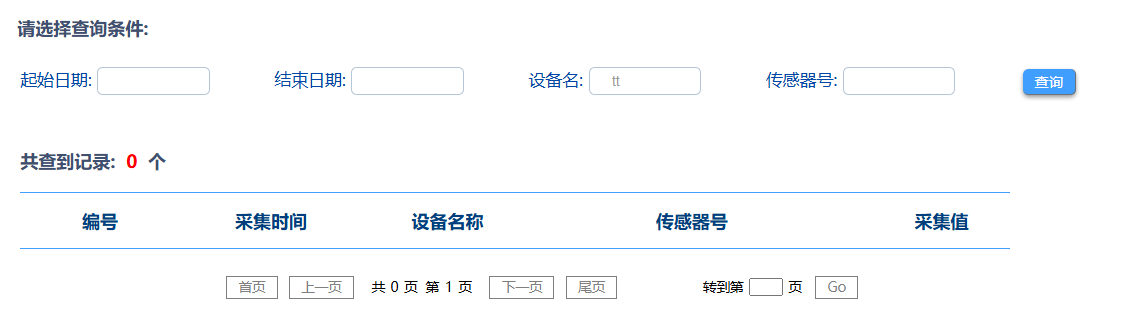 请选择查询条件:
起始日期: 结束日期: 设备名: tt 传感器号: 查询
共查到记录: 0 个
编号 采集时间 设备名称 传感器号 采集值
首页 上一页 共 0 页 第 1 页 下一页 尾页 转到第 页 Go